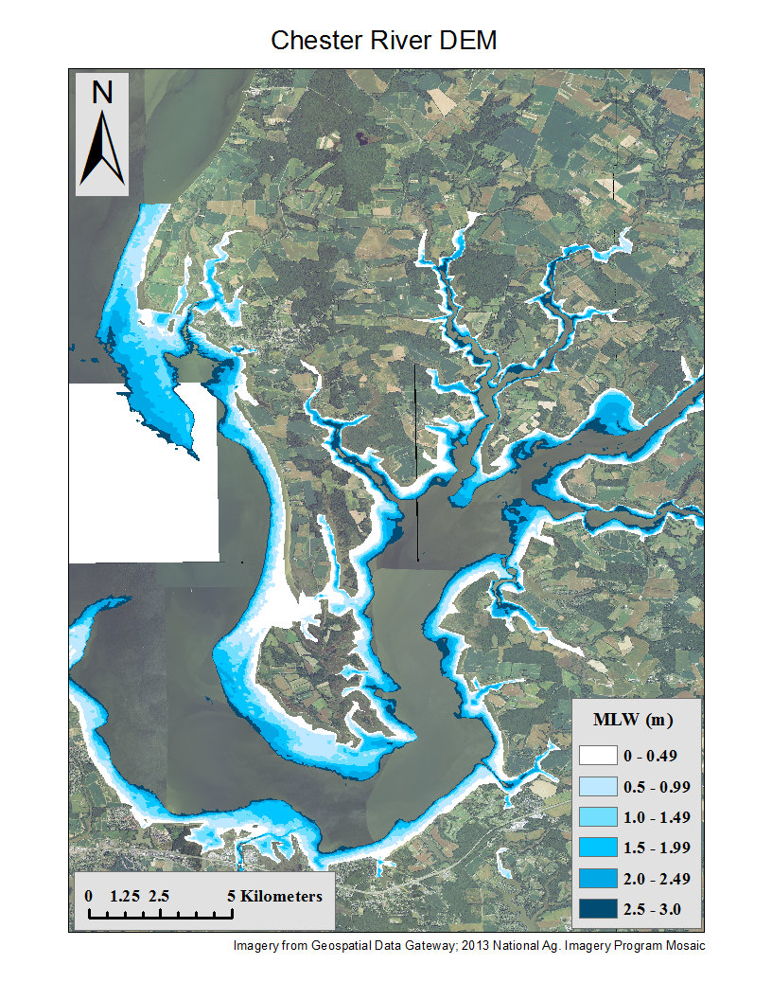 Chester River DEM
N
MLW (m)
0 - 0.49
0.5 - 0.99
1.0 - 1.49
1.5 - 1.99
2.0 - 2.49
2.5 - 3.0
0 1.25 2.5 5 Kilometers
Imagery from Geospatial Data Gateway; 2013 National Ag. Imagery Program Mosaic